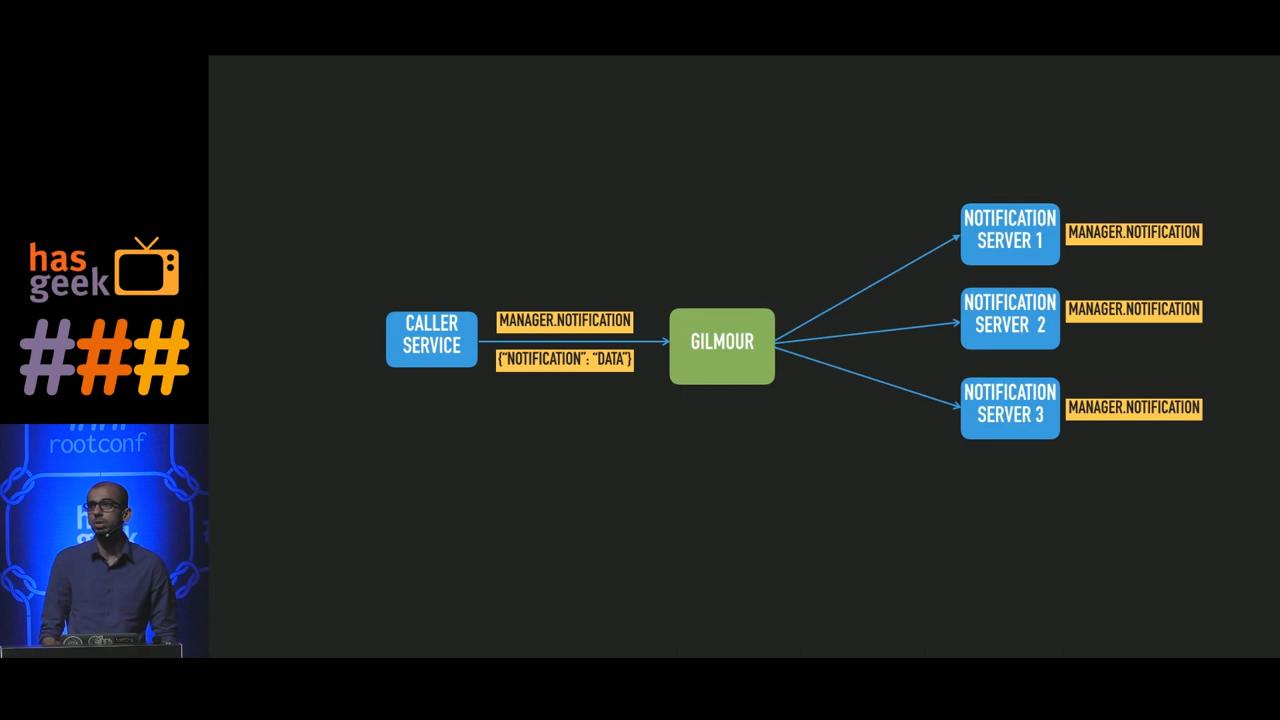 has
geek
###
rootconf
CALLER
SERVICE
MANAGER.NOTIFICATION
{“NOTIFICATION”: “DATA”}
GILMOUR
NOTIFICATION
SERVER 1
MANAGER.NOTIFICATION
NOTIFICATION
SERVER 2
MANAGER.NOTIFICATION
NOTIFICATION
SERVER 3
MANAGER.NOTIFICATION